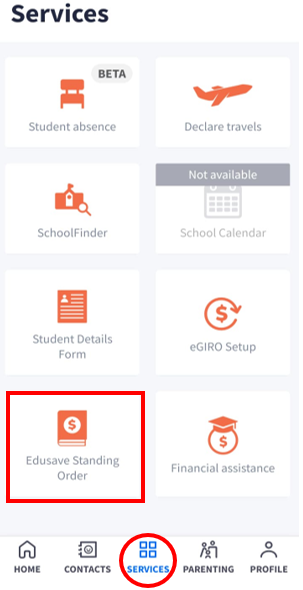 Services
BETA
Student absence
Declare travels
SchoolFinder
Not available
School Calendar
Student Details
Form
eGIRO Setup
Edusave Standing
Order
Financial assistance
HOME
CONTACTS
SERVICES
PARENTING
PROFILE